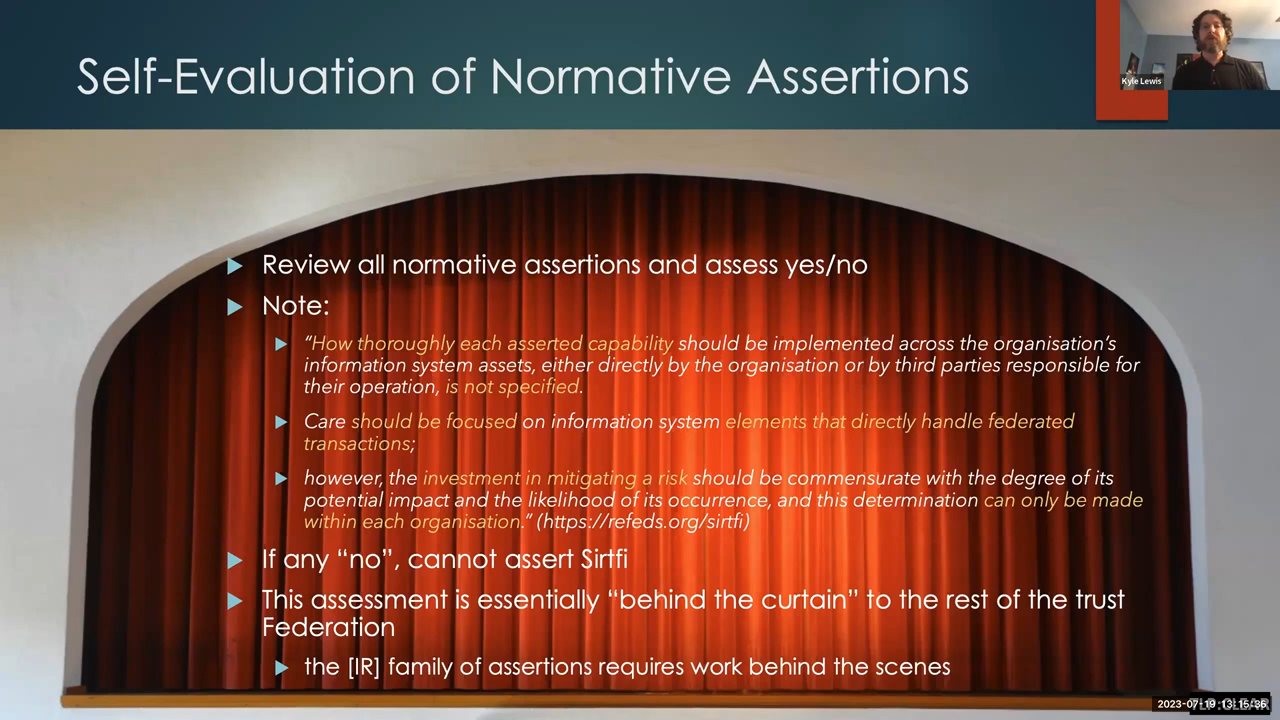 Self-Evaluation of Normative Assertions
Kyle Lewis
Review all normative assertions and assess yes/no
Note:
“How thoroughly each asserted capability should be implemented across the organisation’s
information system assets, either directly by the organisation or by third parties responsible for
their operation, is not specified.
Care should be focused on information system elements that directly handle federated
transactions;
however, the investment in mitigating a risk should be commensurate with the degree of its
potential impact and the likelihood of its occurrence, and this determination can only be made
within each organisation.” (https://refeds.org/sirtfi)
If any “no”, cannot assert Sirtfi
This assessment is essentially “behind the curtain” to the rest of the trust
Federation
the [IR] family of assertions requires work behind the scenes
2023-07-19 13:15:36